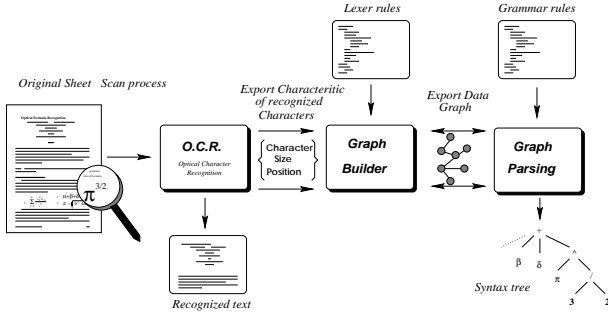 Lexer rules
Grammar rules
Original Sheet
Scan process
Export Characteritic
of recognized
Characters
Export Data
Graph
Optical Formula Recognition
O.C.R.
Optical Character
Recognition
Character
Size
Position
Graph
Builder
Graph
Parsing
π 3/2
Recognized text
+
β
δ
^
π
/
3
2
Syntax tree